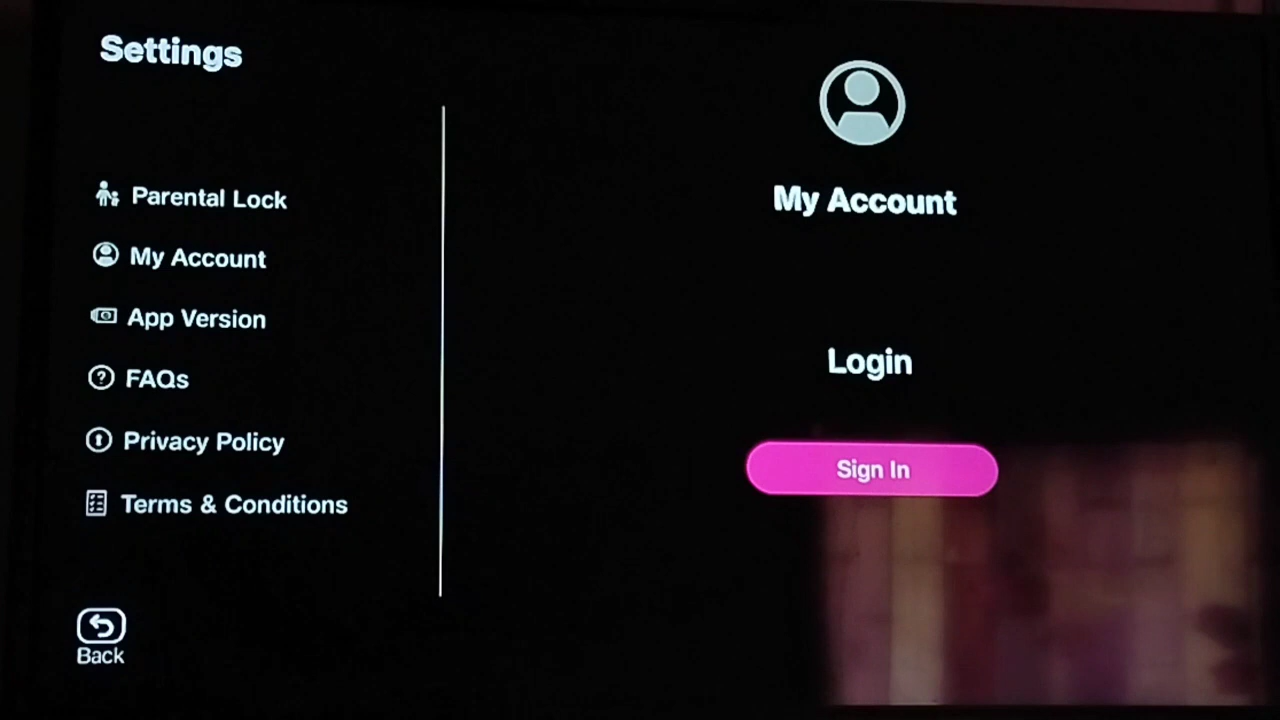 Settings
Parental Lock
My Account
App Version
FAQs
Privacy Policy
Terms & Conditions
Back
My Account
Login
Sign In